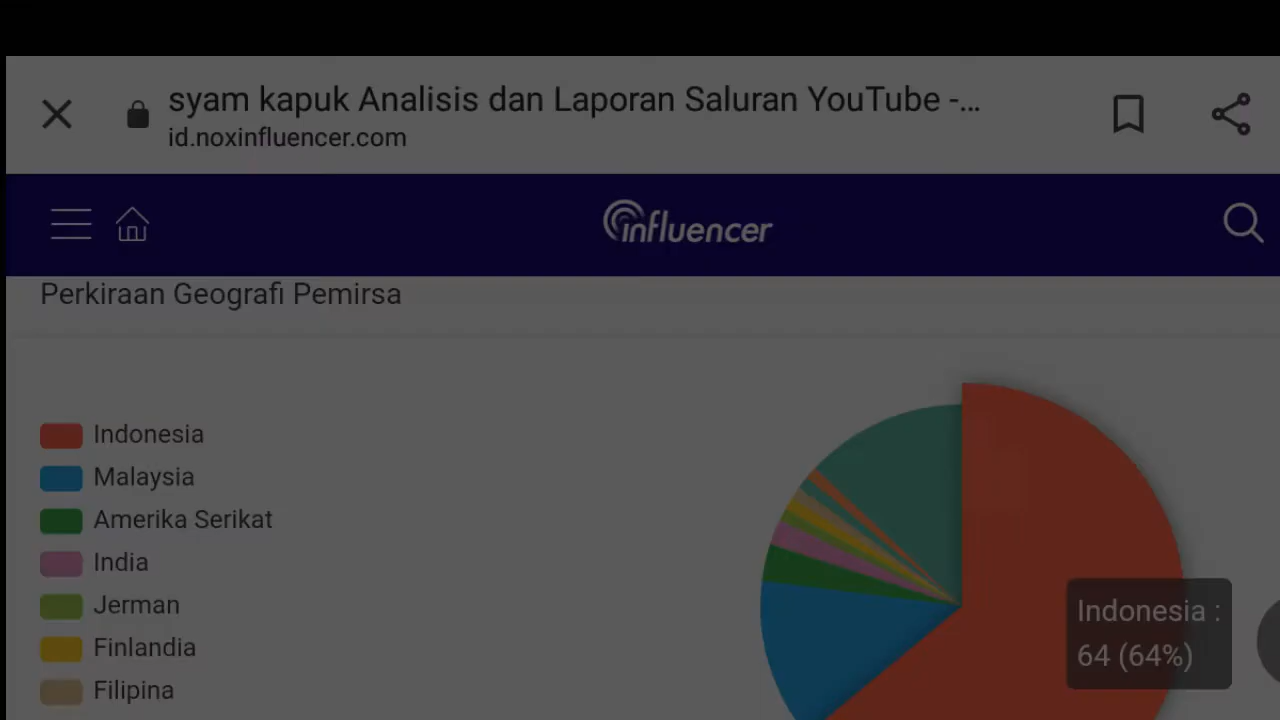 syam kapuk Analisis dan Laporan Saluran YouTube -...
id.noxinfluencer.com
influencer
Perkiraan Geografi Pemirsa
Indonesia
Malaysia
Amerika Serikat
India
Jerman
Finlandia
Filipina
Indonesia :
64 (64%)